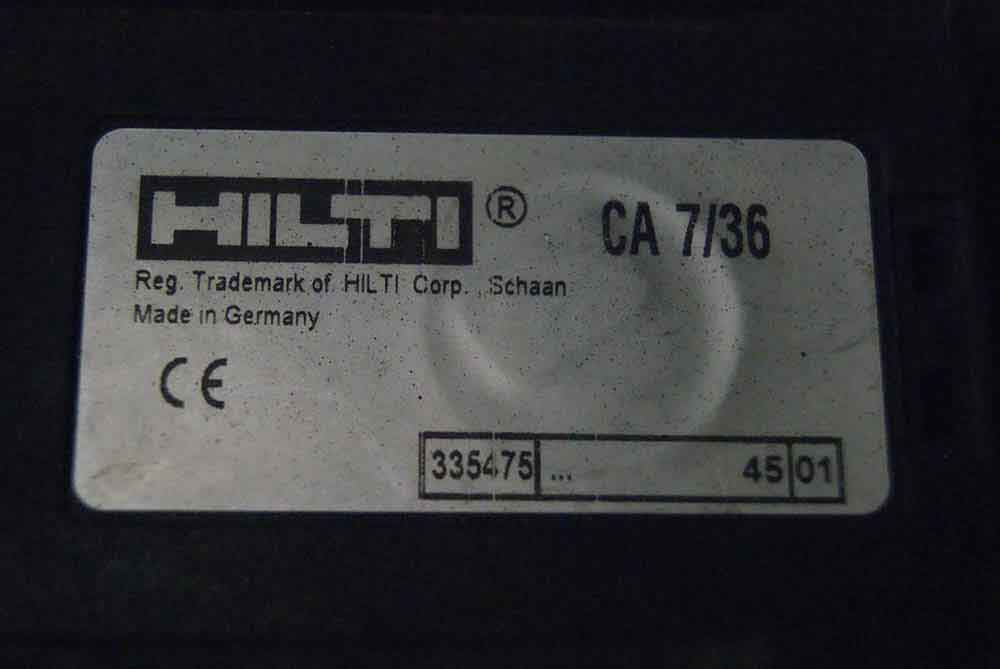 HILTI ® CA 7/36
Reg. Trademark of HILTI Corp., Schaan
Made in Germany
CE
335475 ... 45 01